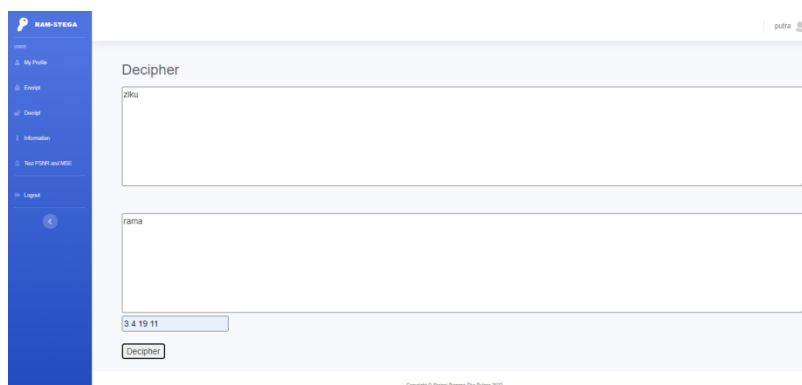 RAM-STEGA
putra
My Profile
Decipher
Encript
ziku
Decript
Information
Test PSNR and MSE
Logout
rama
3 4 19 11
Decipher